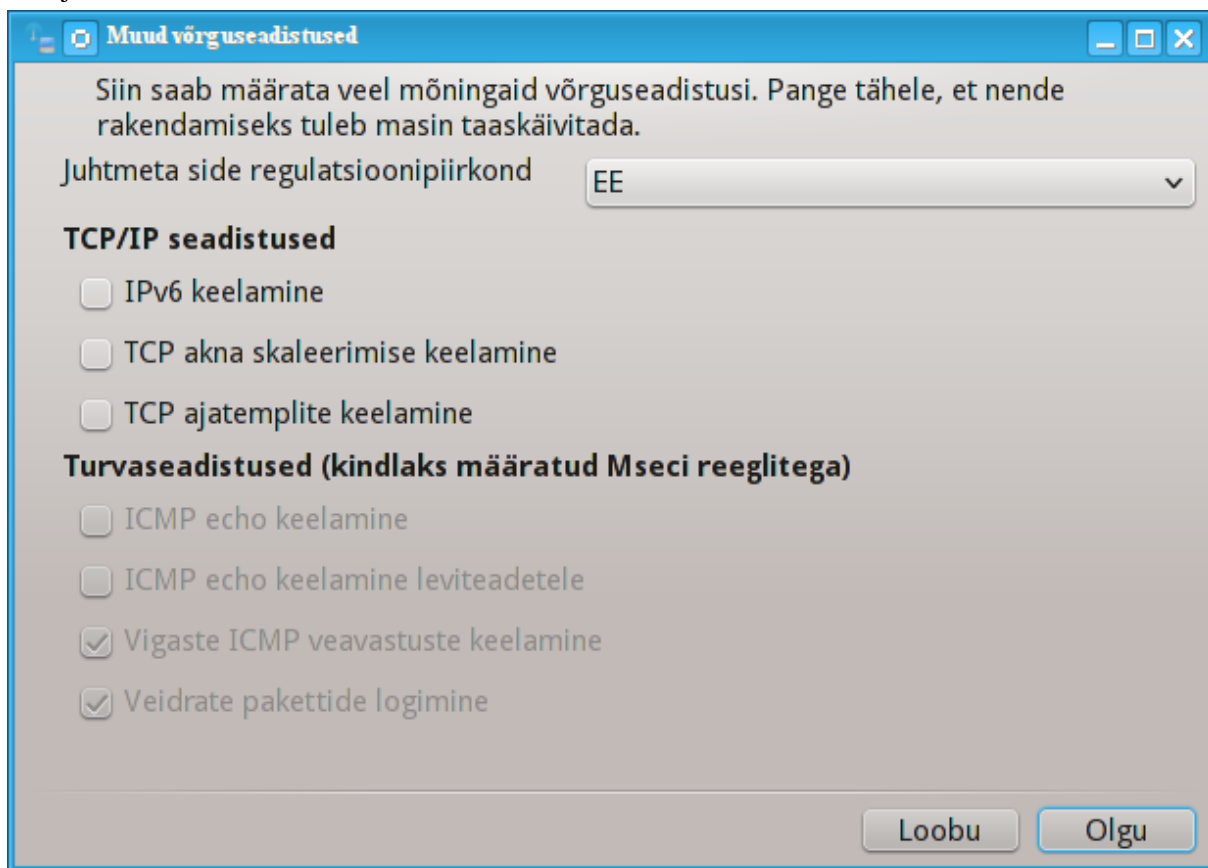 Muud võrguseadistused
Siin saab määrata veel mõningaid võrguseadistusi. Pange tähele, et nende
rakendamiseks tuleb masin taaskäivitada.
Juhtmeta side regulatsioonipiirkond
EE
TCP/IP seadistused
IPv6 keelamine
TCP akna skaleerimise keelamine
TCP ajatemplite keelamine
Turvaseadistused (kindlaks määratud Mseci reeglitega)
ICMP echo keelamine
ICMP echo keelamine leviteadetele
Vigaste ICMP veavastuste keelamine
Veidrate pakettide logimine
Loobu
Olgu